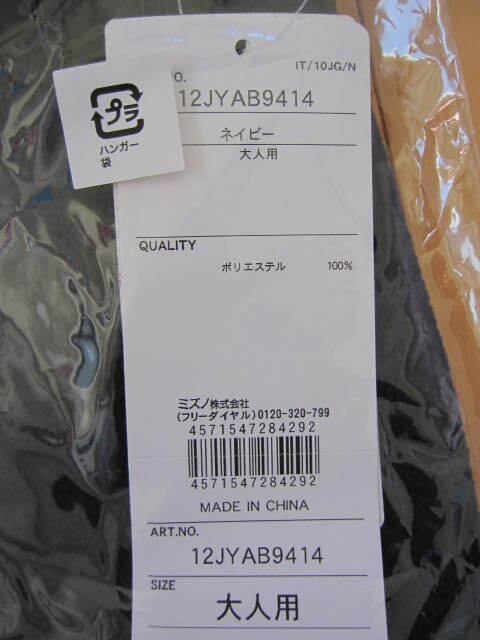 IT/10JG/N
NO.
12JYAB9414
プラ
ハンガー
袋
ネイビー
大人用
QUALITY
ポリエステル 100%
ミズノ株式会社
(フリーダイヤル)0120-320-799
4571547284292
4571547284292
MADE IN CHINA
ART.NO.
12JYAB9414
SIZE
大人用